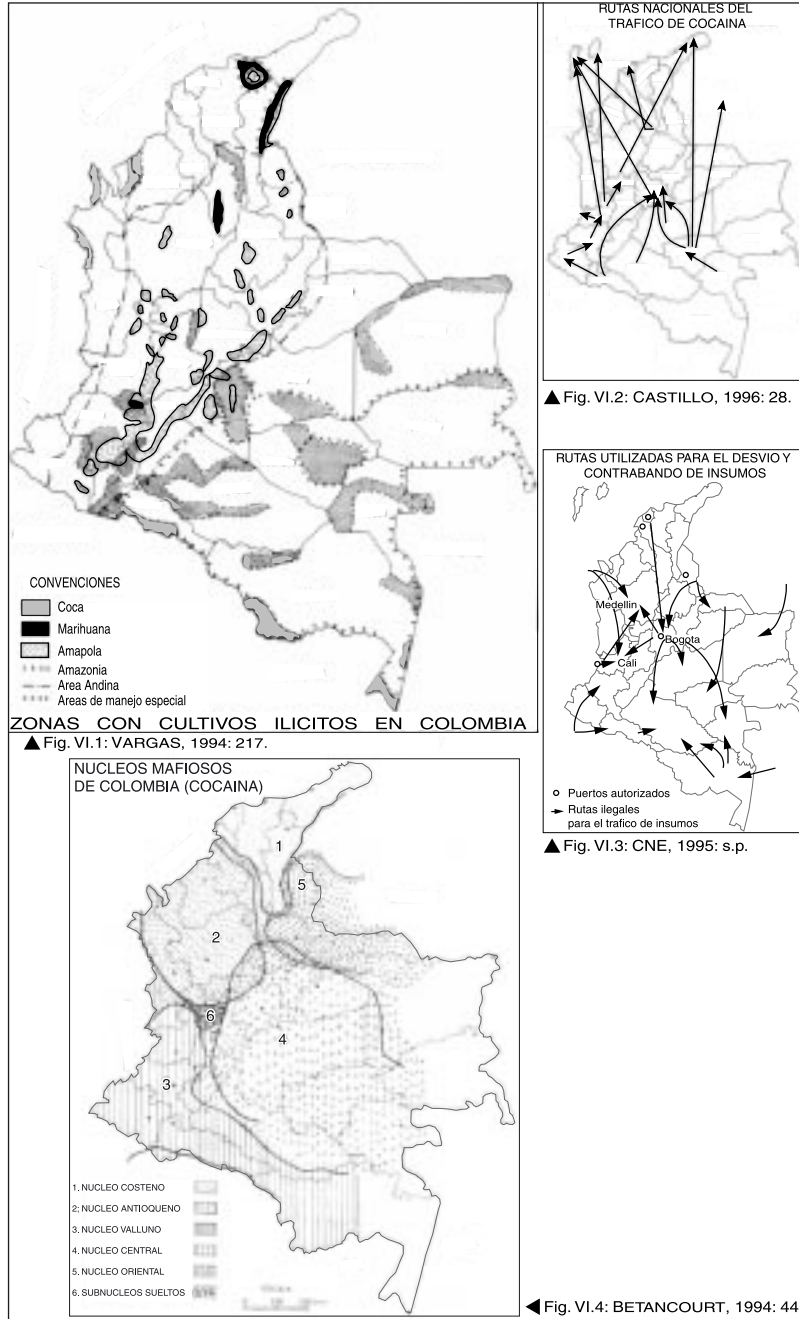 CONVENCIONES
Coca
Marihuana
Amapola
Amazonia
Area Andina
Areas de manejo especial
ZONAS CON CULTIVOS ILICITOS EN COLOMBIA
▲ Fig. VI.1: VARGAS, 1994: 217.
RUTAS NACIONALES DEL
TRAFICO DE COCAINA
▲ Fig. VI.2: CASTILLO, 1996: 28.
RUTAS UTILIZADAS PARA EL DESVIO Y
CONTRABANDO DE INSUMOS
Medellin
Bogota
Cali
Puertos autorizados
Rutas ilegales
para el trafico de insumos
▲ Fig. VI.3: CNE, 1995: s.p.
NUCLEOS MAFIOSOS
DE COLOMBIA (COCAINA)
1
5
2
6
4
3
1. NUCLEO COSTENO
2; NUCLEO ANTIOQUENO
3. NUCLEO VALLUNO
4. NUCLEO CENTRAL
5. NUCLEO ORIENTAL
6. SUBNUCLEOS SUELTOS
◀ Fig. VI.4: BETANCOURT, 1994: 44